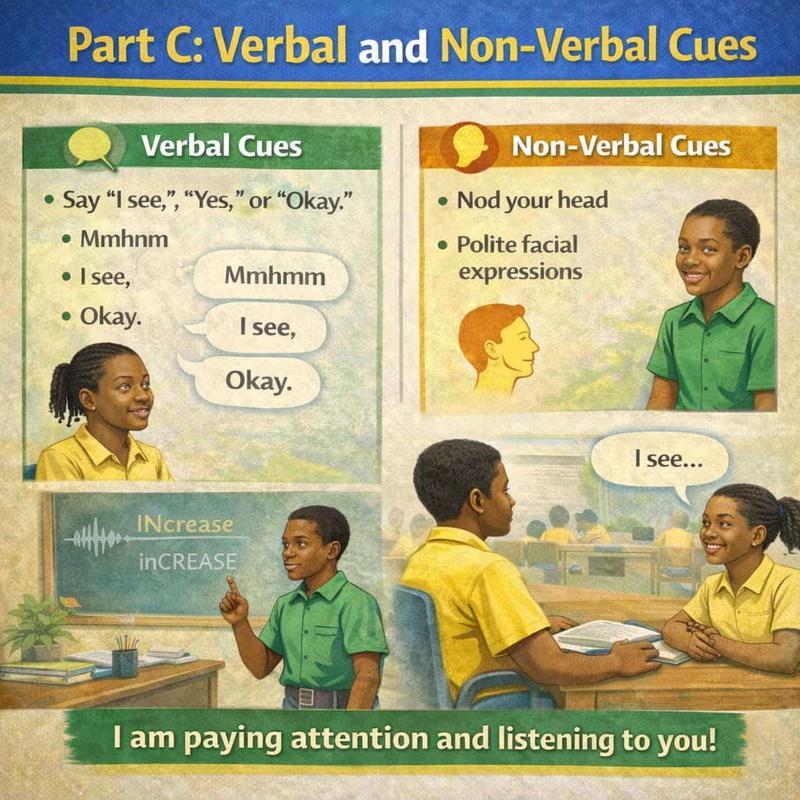 Part C: Verbal and Non-Verbal Cues
Verbal Cues
• Say “I see,”, “Yes,” or “Okay.”
• Mmhnm
• I see,
• Okay.
Mmhmm
I see,
Okay.
Non-Verbal Cues
• Nod your head
• Polite facial
expressions
INcrease
inCREASE
I see...
I am paying attention and listening to you!